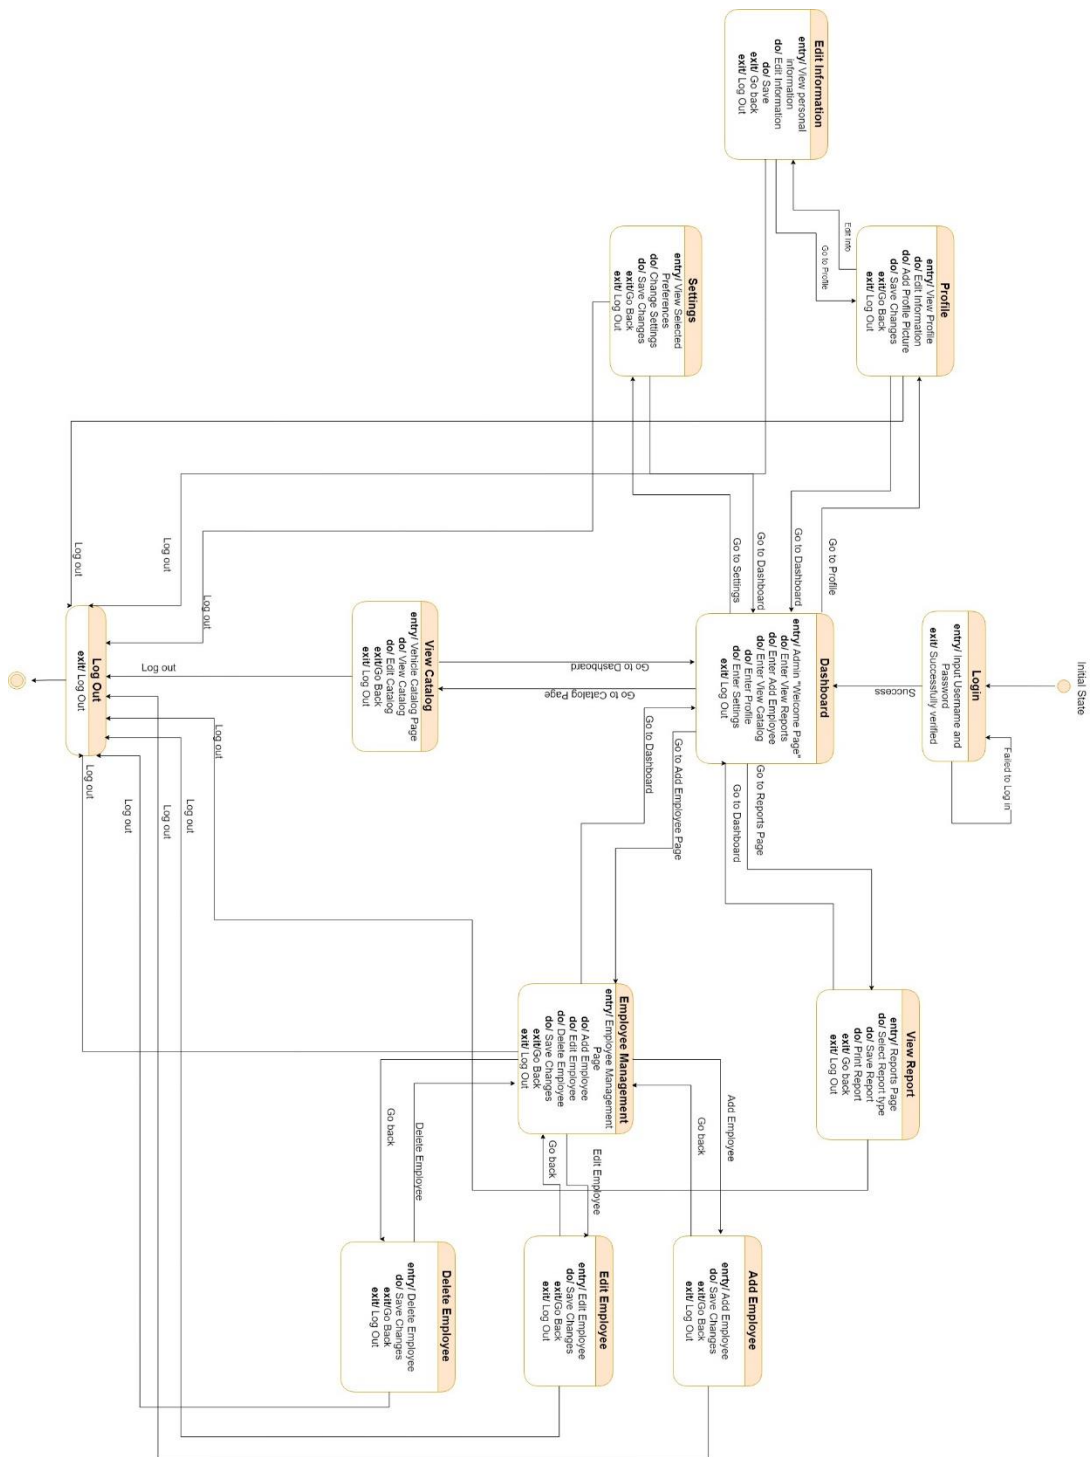 Initial State
Login
entry/ Input Username and
Password
exit/ Successfully verified
"Failed to Log in"
Success
Dashboard
entry/ Admin "Welcome Page"
do/ Enter View Reports
do/ Enter Add Employee
do/ Enter View Catalog
do/ Enter Profile
do/ Enter Settings
exit/ Log Out
Go to Profile
Go to Dashboard
Go to Dashboard
Go to Settings
Go to Reports Page
Go to Dashboard
Go to Add Employee Page
Go to Dashboard
Go to Dashboard
Go to Catalog Page
Profile
entry/ View Profile
do/ Edit Information
do/ Add Profile Picture
do/ Save Changes
exit/Go Back
exit/ Log Out
Edit Info
Go to Profile
Edit Information
entry/ View personal
information
do/ Edit Information
do/ Save
exit/ Go back
exit/ Log Out
Settings
entry/ View Selected
Preferences
do/ Change Settings
do/ Save Changes
exit/Go Back
exit/ Log Out
View Report
entry/ Reports Page
do/ Select Report type
do/ Save Report
do/ Print Report
exit/ Go back
exit/ Log Out
View Catalog
entry/ Vehicle Catalog Page
do/ View Catalog
do/ Edit Catalog
exit/Go Back
exit/ Log Out
Employee Management
entry/ Employee Management
Page
do/ Add Employee
do/ Edit Employee
do/ Delete Employee
do/ Save Changes
exit/Go Back
exit/ Log Out
Add Employee
Go back
Edit Employee
Go back
Delete Employee
Go back
Add Employee
enrty/ Add Employee
do/ Save Changes
exit/Go Back
exit/ Log Out
Edit Employee
entry/ Edit Employee
do/ Save Changes
exit/Go Back
exit/ Log Out
Delete Employee
entry/ Delete Employee
do/ Save Changes
exit/Go Back
exit/ Log Out
Log out
Log out
Log out
Log out
Log out
Log out
Log out
Log out
Log out
Log Out
exit/ Log Out